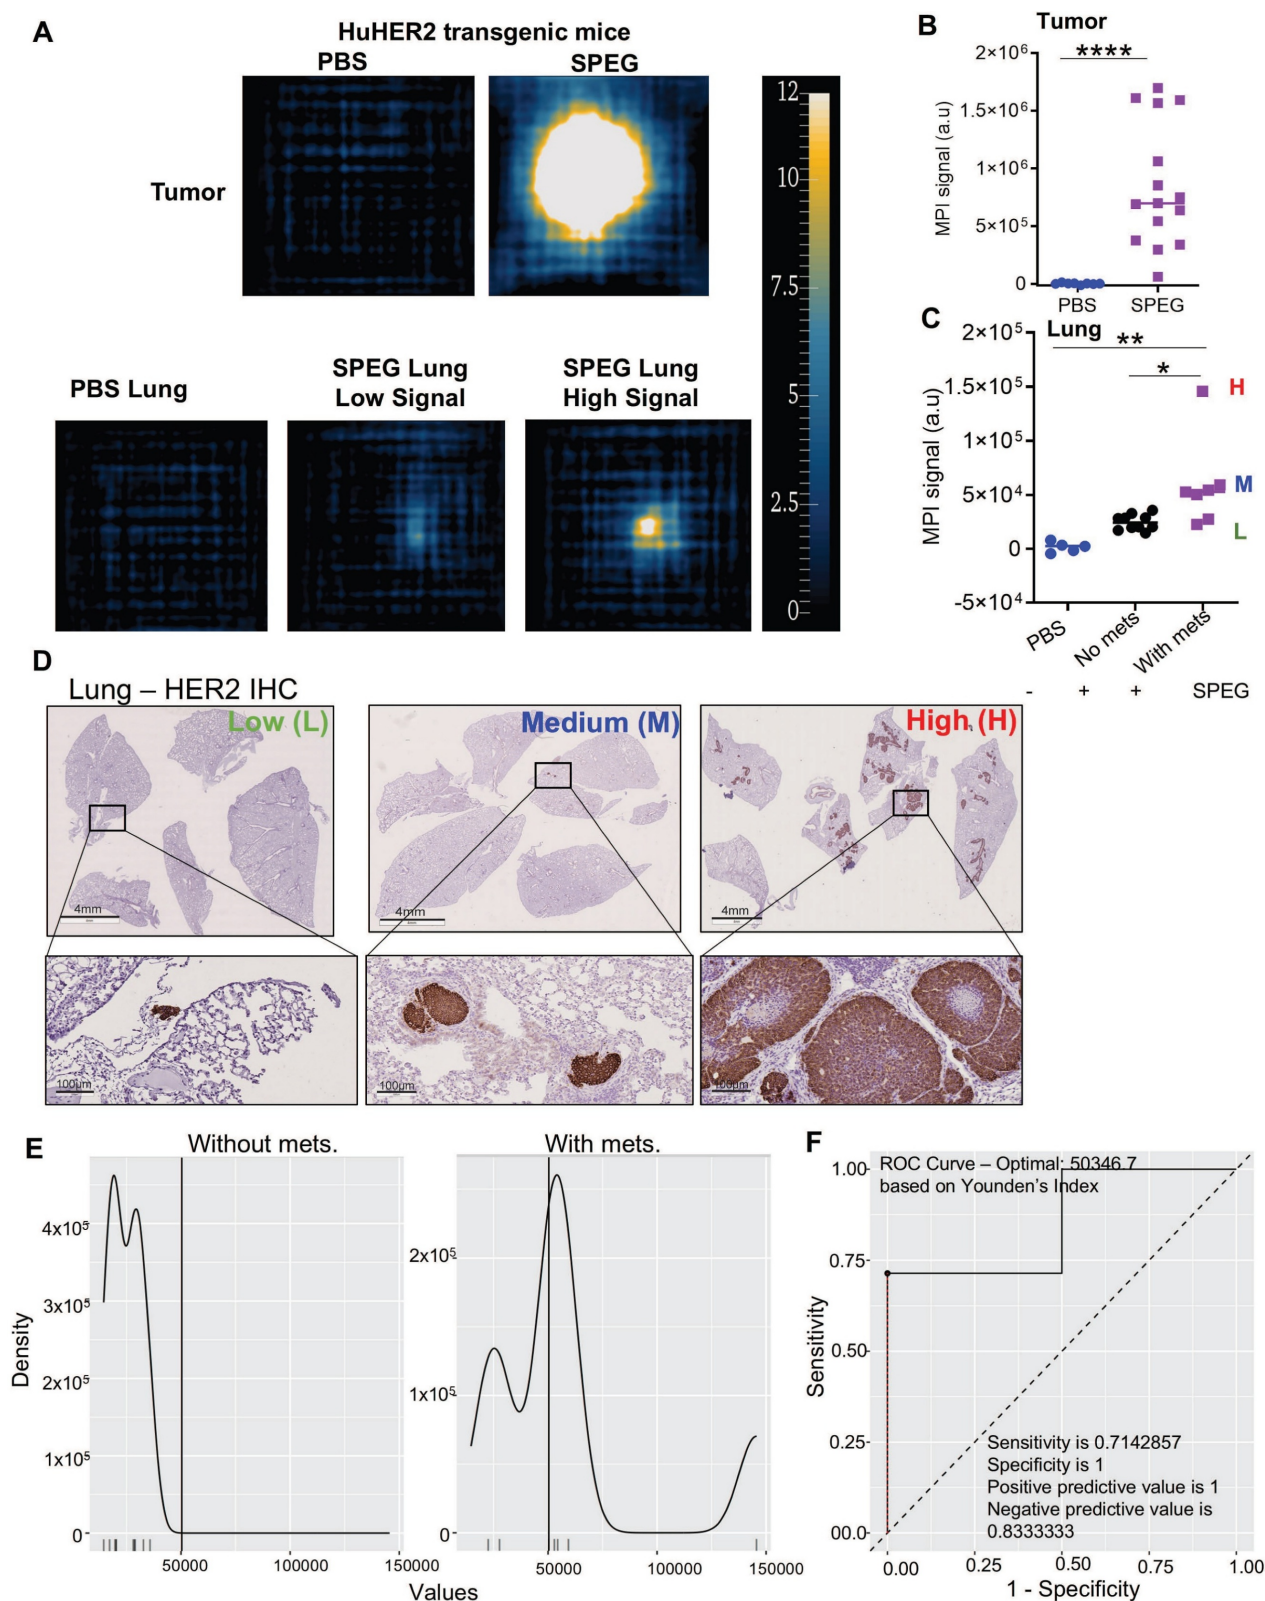 A
HuHER2 transgenic mice
PBS
SPEG
Tumor
PBS Lung
SPEG Lung
Low Signal
SPEG Lung
High Signal
12
10
7.5
5
2.5
0
B
Tumor
****
MPI signal (a.u)
2×10⁶
1.5×10⁶
1×10⁶
5×10⁵
0
PBS
SPEG
C
Lung
**
*
MPI signal (a.u)
2×10⁵
1.5×10⁵
1×10⁵
5×10⁴
0
-5×10⁴
H
M
L
PBS
No mets
With mets
- + + SPEG
D
Lung – HER2 IHC
Low (L)
Medium (M)
High (H)
4mm
4mm
4mm
100µm
100µm
100µm
E
Without mets.
With mets.
Density
4x10⁵
3x10⁵
2x10⁵
1x10⁵
0
2x10⁵
1x10⁵
0
50000
100000
150000
50000
100000
150000
Values
F
ROC Curve – Optimal: 50346.7
based on Younden's Index
Sensitivity
1.00
0.75
0.50
0.25
00.0
Sensitivity is 0.7142857
Specificity is 1
Positive predictive value is 1
Negative predictive value is
0.8333333
0.00
0.25
0.50
0.75
1.00
1 - Specificity